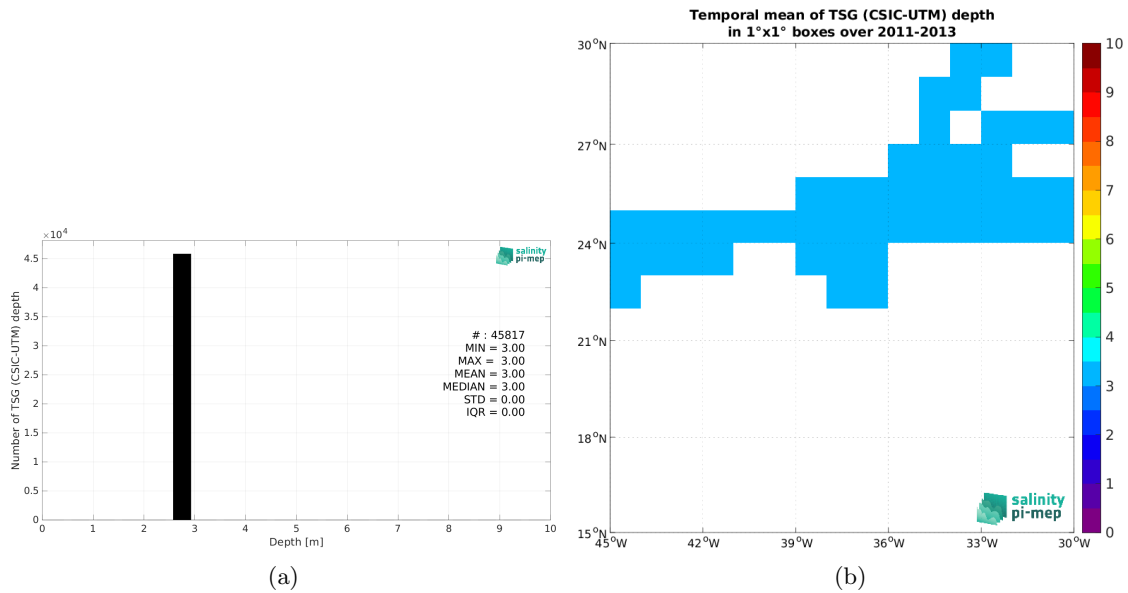 ×10⁴
4.5
4
3.5
3
2.5
2
1.5
1
0.5
0
Number of TSG (CSIC-UTM) depth
salinity
pi-mep
# : 45817
MIN = 3.00
MAX = 3.00
MEAN = 3.00
MEDIAN = 3.00
STD = 0.00
IQR = 0.00
0 1 2 3 4 5 6 7 8 9 10
Depth [m]
(a)
Temporal mean of TSG (CSIC-UTM) depth
in 1°x1° boxes over 2011-2013
30°N
27°N
24°N
21°N
18°N
15°N
45°W 42°W 39°W 36°W 33°W 30°W
salinity
pi-mep
10
9
8
7
6
5
4
3
2
1
0
(b)